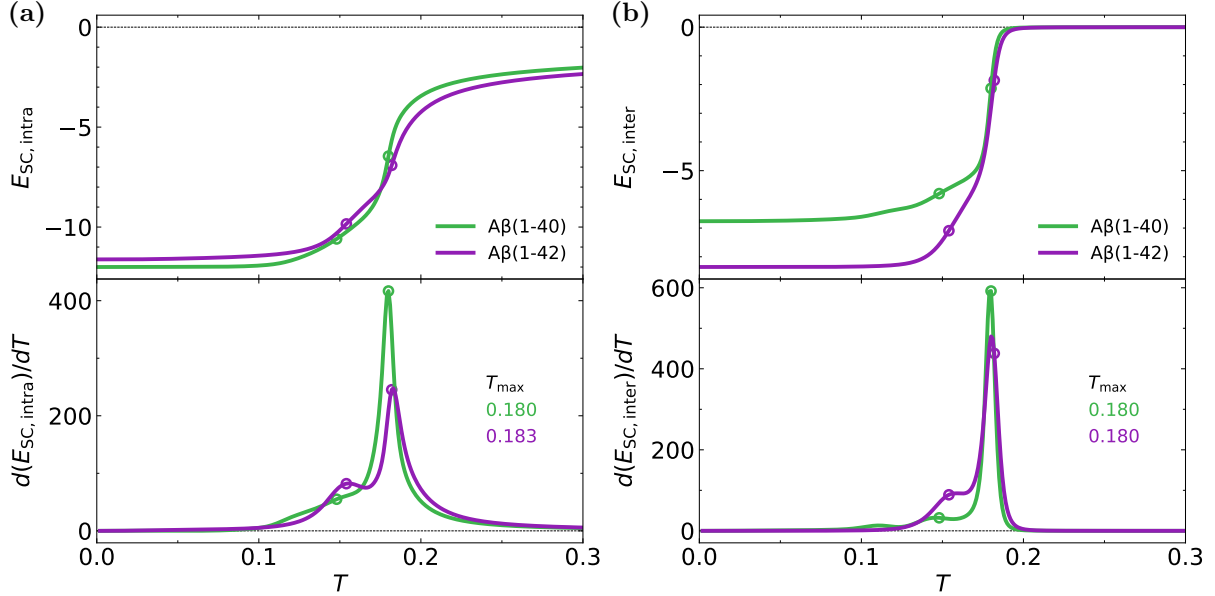 (a)
0
−5
−10
E_SC, intra
Aβ(1-40)
Aβ(1-42)
400
200
0
d(E_SC, intra)/dT
T_max
0.180
0.183
0.0
0.1
0.2
0.3
T
(b)
0
−5
E_SC, inter
Aβ(1-40)
Aβ(1-42)
600
400
200
0
d(E_SC, inter)/dT
T_max
0.180
0.180
0.0
0.1
0.2
0.3
T